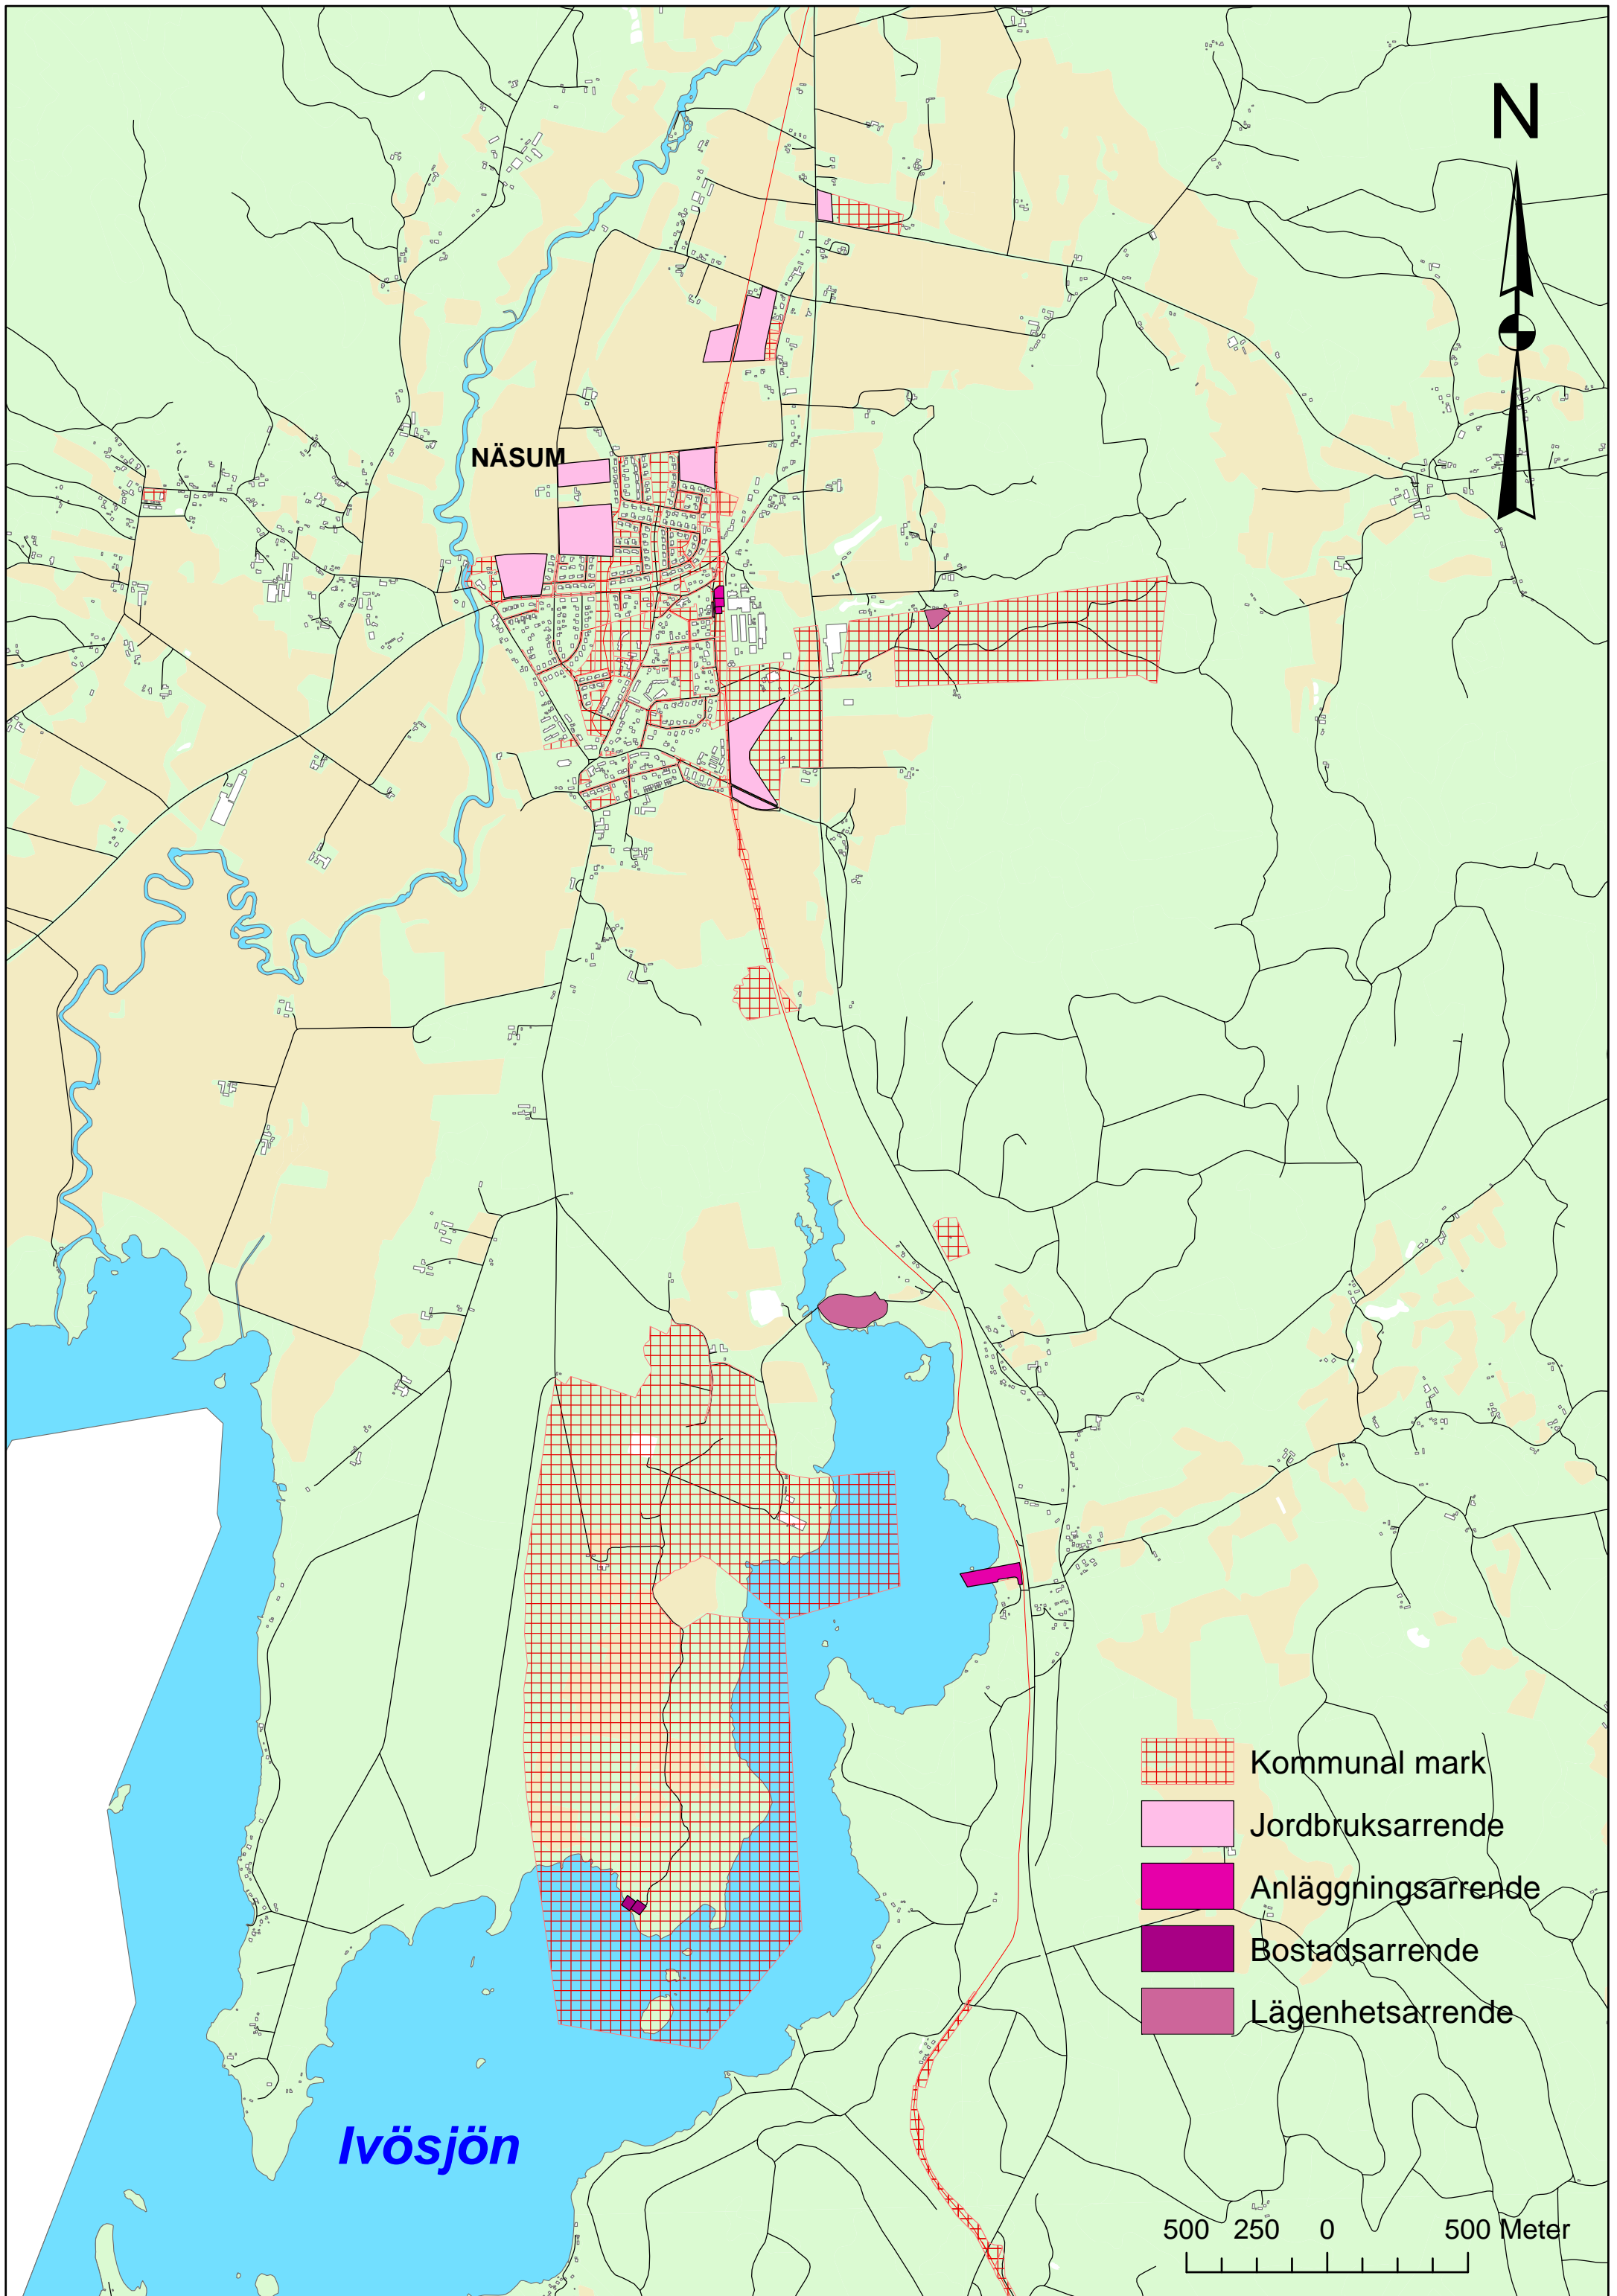 N
NÄSUM
Kommunal mark
Jordbruksarrende
Anläggningsarrende
Bostadsarrende
Lägenhetsarrende
Ivösjön
500 250 0 500 Meter